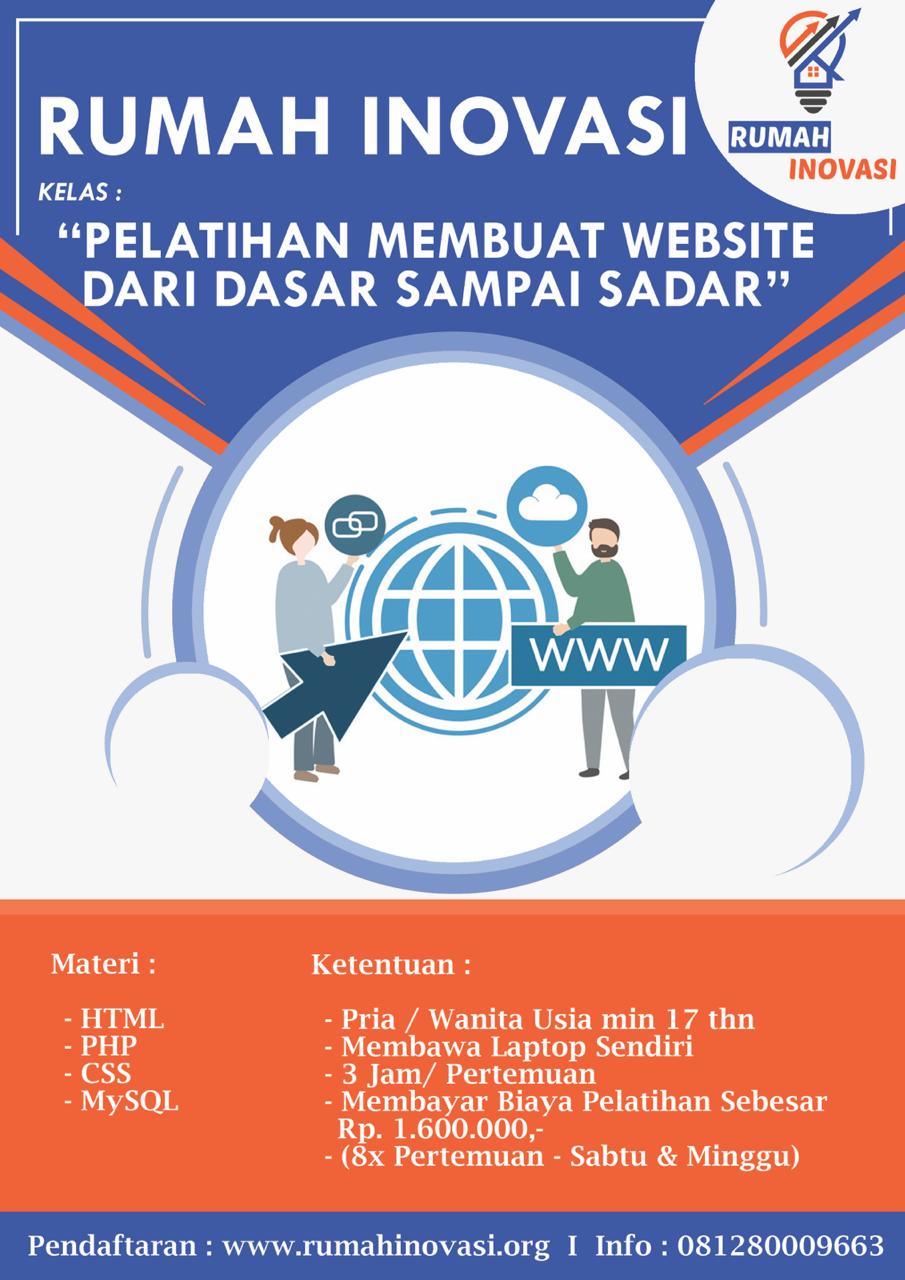 RUMAH INOVASI
RUMAH
INOVASI
KELAS :
“PELATIHAN MEMBUAT WEBSITE
DARI DASAR SAMPAI SADAR”
WWW
Materi :
- HTML
- PHP
- CSS
- MySQL
Ketentuan :
- Pria / Wanita Usia min 17 thn
- Membawa Laptop Sendiri
- 3 Jam/ Pertemuan
- Membayar Biaya Pelatihan Sebesar
Rp. 1.600.000,-
- (8x Pertemuan - Sabtu & Minggu)
Pendaftaran : www.rumahinovasi.org I Info : 081280009663